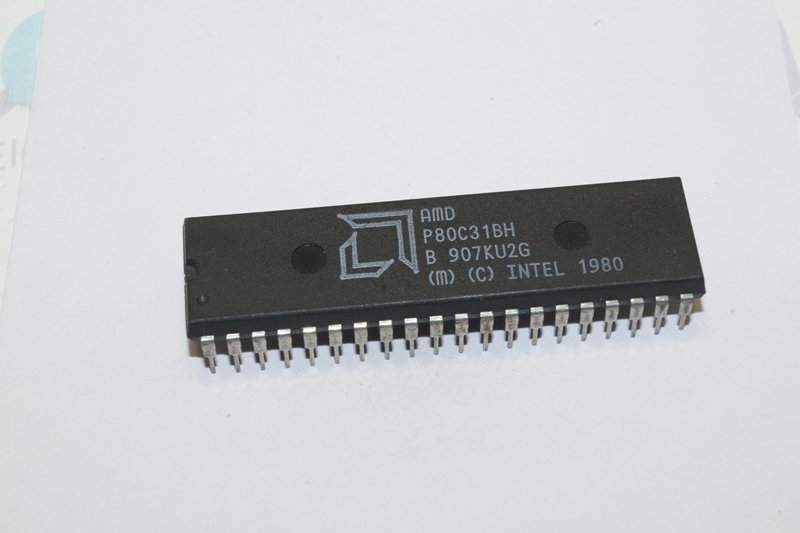 AMD
P80C31BH
B 907KU2G
(M) (C) INTEL 1980